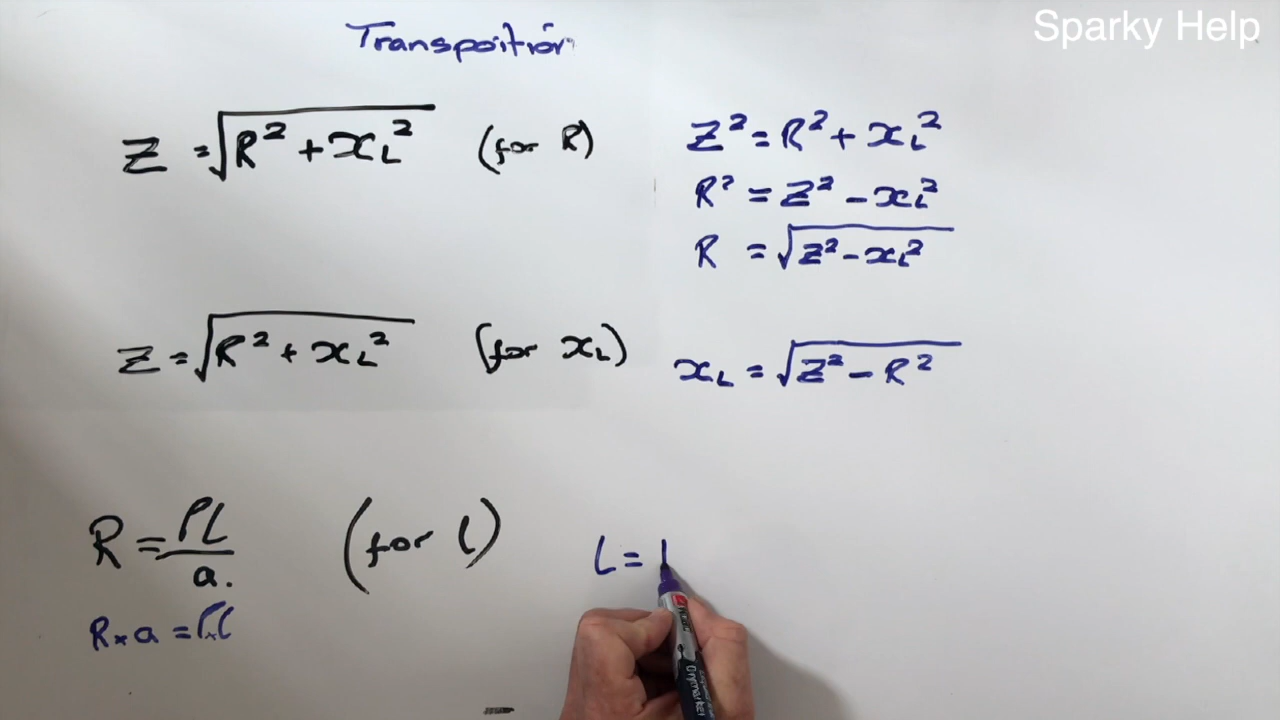 Sparky Help
Transpoition
Z = √R² + xL² (for R)
Z² = R² + xL²
R² = Z² - xL²
R = √Z² - xL²
Z = √R² + xL² (for xL)
xL = √Z² - R²
R = ρL/a. (for l)
L =
R × a = ρ×L